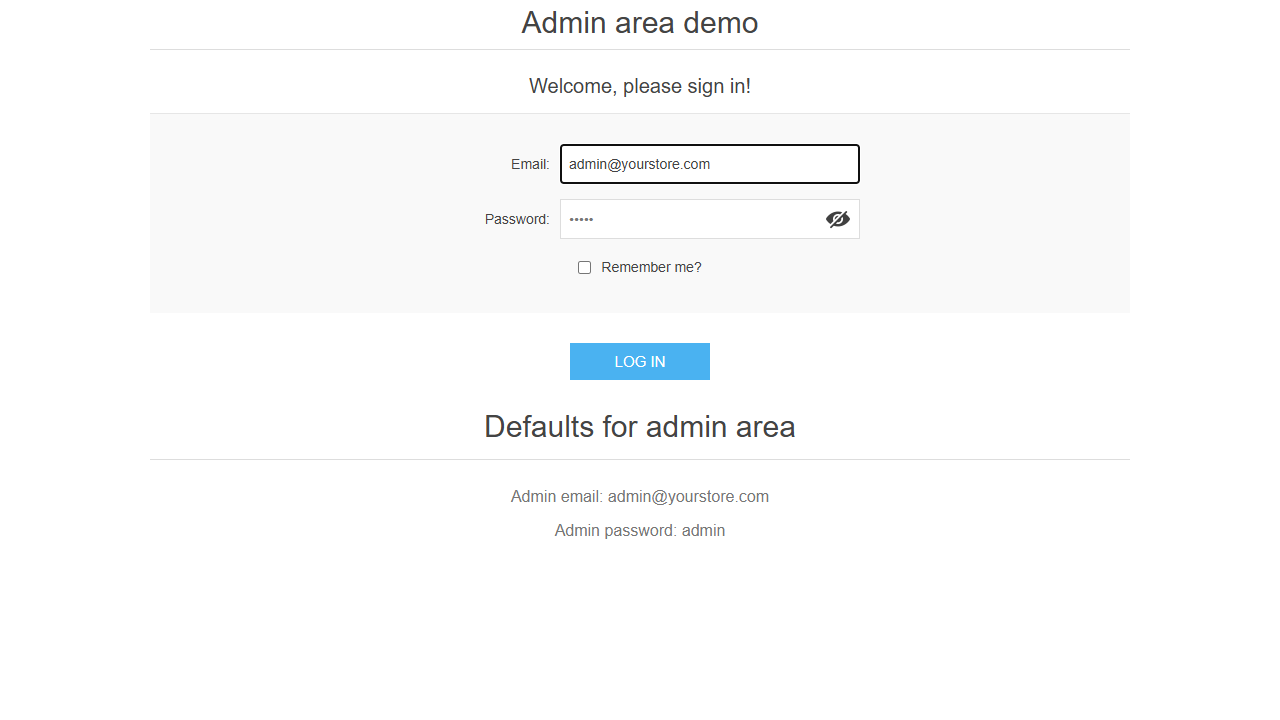 Admin area demo
Welcome, please sign in!
Email: admin@yourstore.com
Password: •••••
Remember me?
LOG IN
Defaults for admin area
Admin email: admin@yourstore.com
Admin password: admin